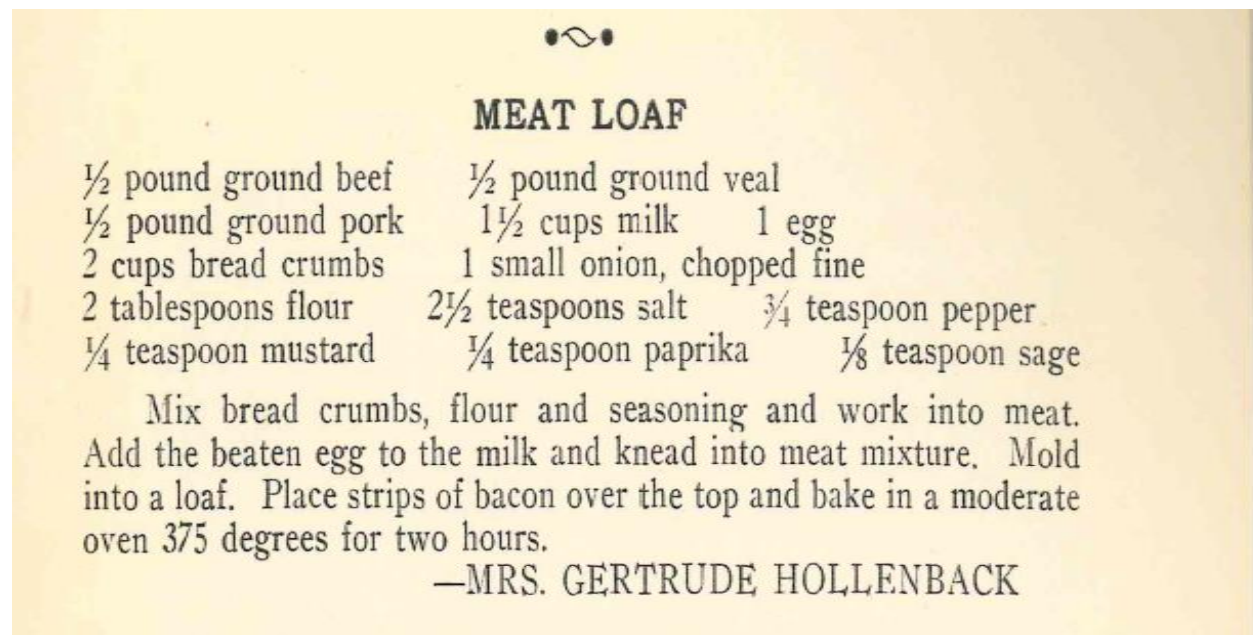 MEAT LOAF
½ pound ground beef ½ pound ground veal
½ pound ground pork 1½ cups milk 1 egg
2 cups bread crumbs 1 small onion, chopped fine
2 tablespoons flour 2½ teaspoons salt ¾ teaspoon pepper
¼ teaspoon mustard ¼ teaspoon paprika ⅛ teaspoon sage
Mix bread crumbs, flour and seasoning and work into meat.
Add the beaten egg to the milk and knead into meat mixture. Mold
into a loaf. Place strips of bacon over the top and bake in a moderate
oven 375 degrees for two hours.
—MRS. GERTRUDE HOLLENBACK